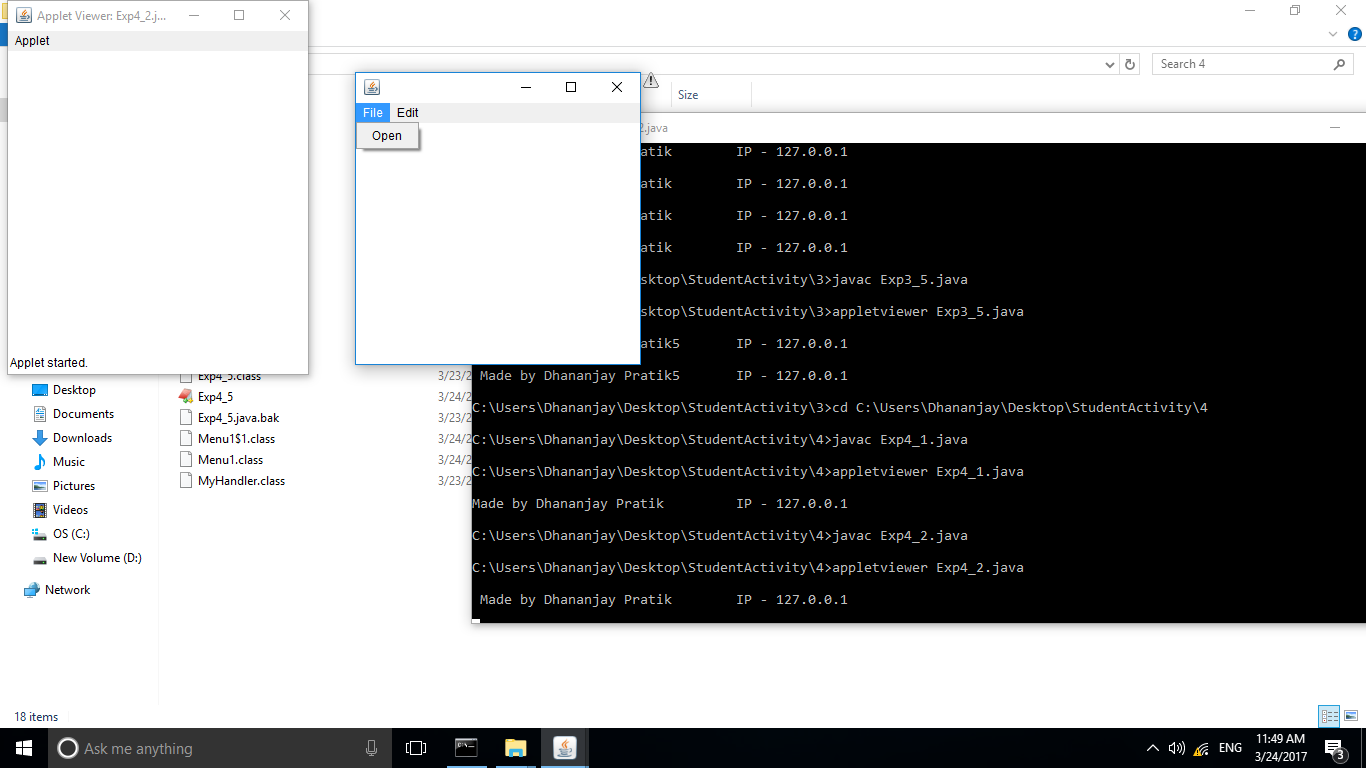 Applet Viewer: Exp4_2.j...
Applet
Applet started.
File Edit
Open
Search 4
Size
2.java
atik IP - 127.0.0.1
atik IP - 127.0.0.1
atik IP - 127.0.0.1
atik IP - 127.0.0.1
sktop\StudentActivity\3>javac Exp3_5.java
sktop\StudentActivity\3>appletviewer Exp3_5.java
atik5 IP - 127.0.0.1
Made by Dhananjay Pratik5 IP - 127.0.0.1
C:\Users\Dhananjay\Desktop\StudentActivity\3>cd C:\Users\Dhananjay\Desktop\StudentActivity\4
C:\Users\Dhananjay\Desktop\StudentActivity\4>javac Exp4_1.java
C:\Users\Dhananjay\Desktop\StudentActivity\4>appletviewer Exp4_1.java
Made by Dhananjay Pratik IP - 127.0.0.1
C:\Users\Dhananjay\Desktop\StudentActivity\4>javac Exp4_2.java
C:\Users\Dhananjay\Desktop\StudentActivity\4>appletviewer Exp4_2.java
Made by Dhananjay Pratik IP - 127.0.0.1
Desktop
Documents
Downloads
Music
Pictures
Videos
OS (C:)
New Volume (D:)
Network
Exp4_5.class 3/23/2
Exp4_5 3/24/2
Exp4_5.java.bak 3/23/2
Menu1$1.class 3/24/2
Menu1.class 3/24/2
MyHandler.class 3/23/2
18 items
Ask me anything
ENG
11:49 AM
3/24/2017
3